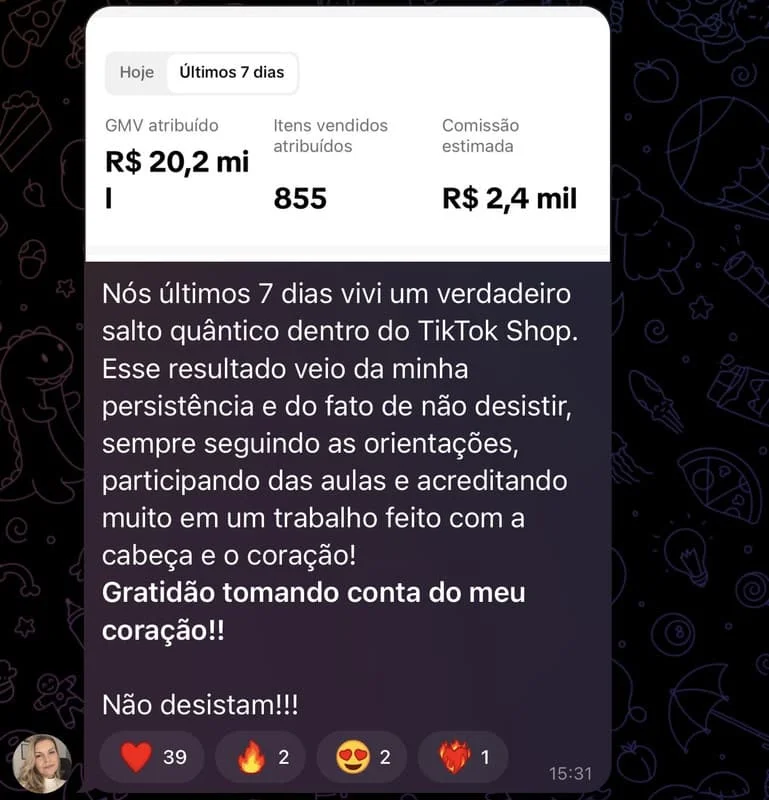 Hoje Últimos 7 dias
GMV atribuído
R$ 20,2 mi
l
Itens vendidos
atribuídos
855
Comissão
estimada
R$ 2,4 mil
Nós últimos 7 dias vivi um verdadeiro
salto quântico dentro do TikTok Shop.
Esse resultado veio da minha
persistência e do fato de não desistir,
sempre seguindo as orientações,
participando das aulas e acreditando
muito em um trabalho feito com a
cabeça e o coração!
Gratidão tomando conta do meu
coração!!
Não desistam!!!
❤️ 39 🔥 2 😍 2 ❤️‍🔥 1
15:31